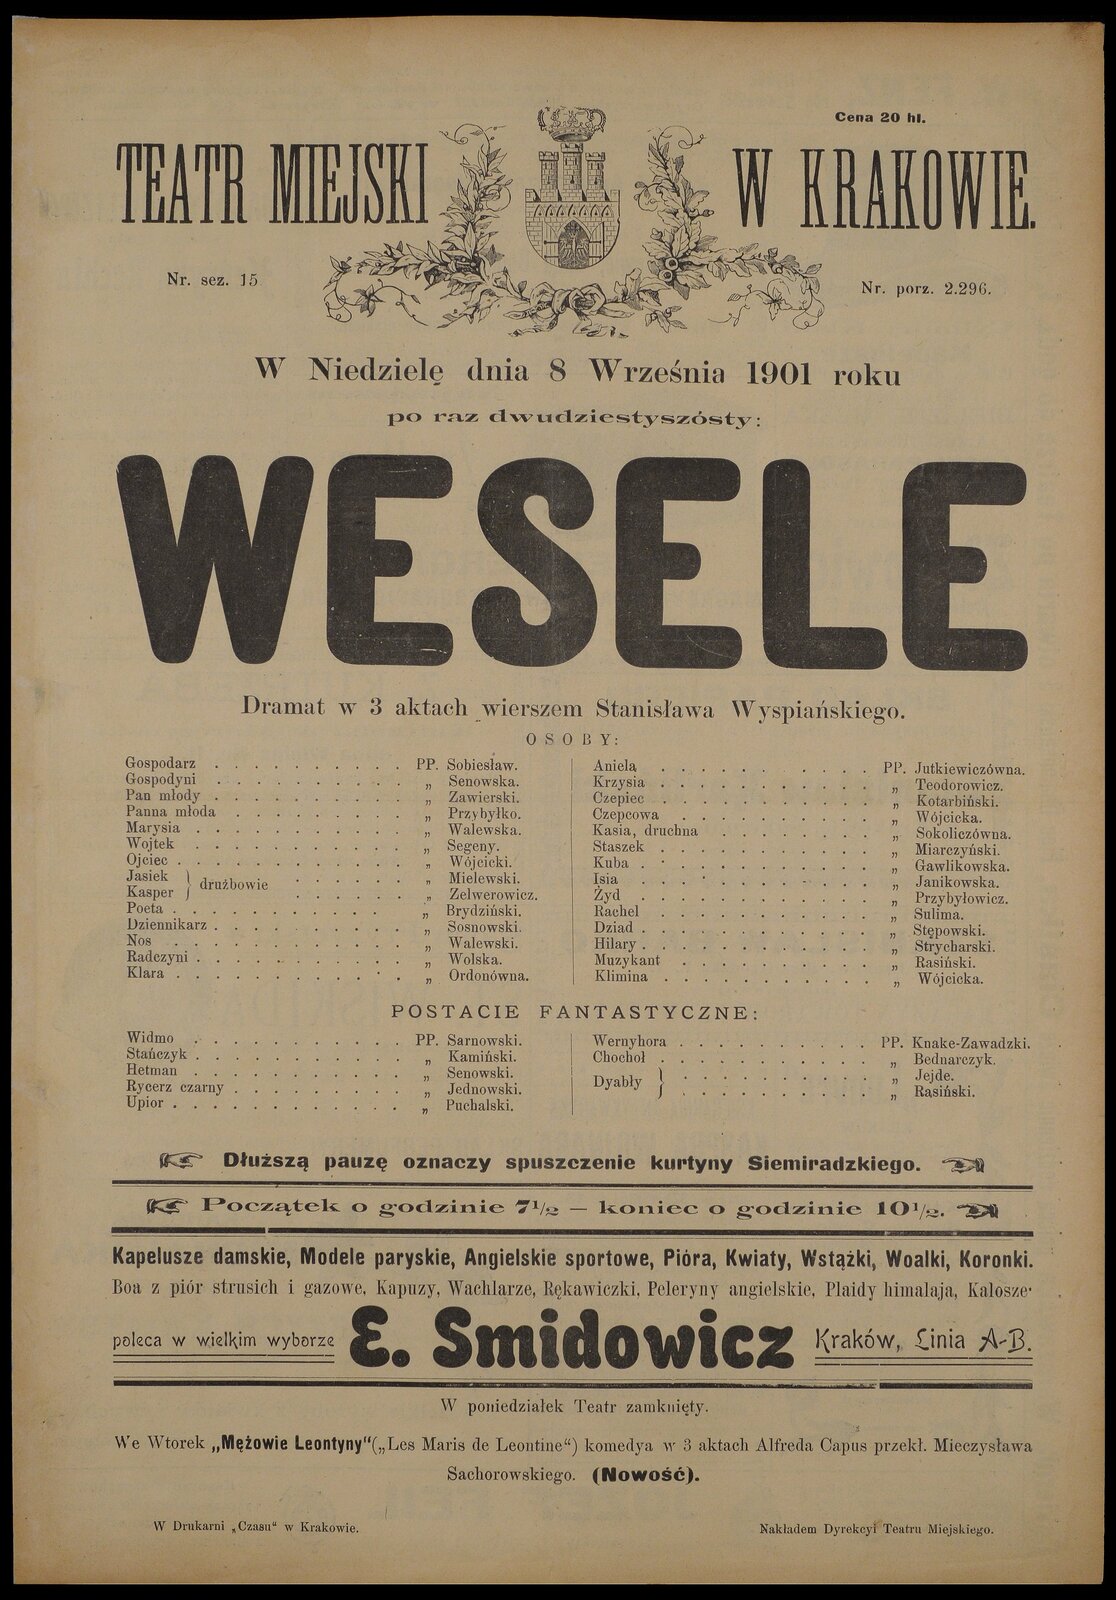 Cena 20 hl.
TEATR MIEJSKI W KRAKOWIE.
Nr. sez. 15
Nr. porz. 2.296.
W Niedzielę dnia 8 Września 1901 roku
po raz dwudziestyszósty:
WESELE
Dramat w 3 aktach wierszem Stanisława Wyspiańskiego.
OSOBY:
Gospodarz . . . . . . . . . . PP. Sobiesław.
Gospodyni . . . . . . . . . . „ Senowska.
Pan młody . . . . . . . . . . „ Zawierski.
Panna młoda . . . . . . . . . „ Przybyłko.
Marysia . . . . . . . . . . . „ Walewska.
Wojtek . . . . . . . . . . . „ Segeny.
Ojciec . . . . . . . . . . . „ Wójcicki.
Jasiek } drużbowie . . . . . . „ Mielewski.
Kasper } . . . . . . „ Zelwerowicz.
Poeta . . . . . . . . . . . „ Brydziński.
Dziennikarz . . . . . . . . . . „ Sosnowski.
Nos . . . . . . . . . . . „ Walewski.
Radczyni . . . . . . . . . . . „ Wolska.
Klara . . . . . . . . . . . „ Ordonówna.
Aniela . . . . . . . . . . . PP. Jutkiewiczówna.
Krzysia . . . . . . . . . . . „ Teodorowicz.
Czepiec . . . . . . . . . . . „ Kotarbiński.
Czepcowa . . . . . . . . . . „ Wójcicka.
Kasia, druchna . . . . . . . . „ Sokoliczówna.
Staszek . . . . . . . . . . . „ Miarczyński.
Kuba . . . . . . . . . . . „ Gawlikowska.
Isia . . . . . . . . . . . „ Janikowska.
Żyd . . . . . . . . . . . „ Przybyłowicz.
Rachel . . . . . . . . . . . „ Sulima.
Dziad . . . . . . . . . . . „ Stępowski.
Hilary . . . . . . . . . . . „ Strycharski.
Muzykant . . . . . . . . . . „ Rasiński.
Klimina . . . . . . . . . . . „ Wójcicka.
POSTACIE FANTASTYCZNE:
Widmo . . . . . . . . . . . PP. Sarnowski.
Stańczyk . . . . . . . . . . . „ Kamiński.
Hetman . . . . . . . . . . . „ Senowski.
Rycerz czarny . . . . . . . . . „ Jednowski.
Upior . . . . . . . . . . . . „ Puchalski.
Wernyhora . . . . . . . . . . PP. Knake-Zawadzki.
Chochoł . . . . . . . . . . . „ Bednarczyk.
Dyabły } . . . . . . . . . . „ Jejde.
. . . . . . . . . . „ Rąsiński.
Dłuższą pauzę oznaczy spuszczenie kurtyny Siemiradzkiego.
Początek o godzinie 7½ — koniec o godzinie 10½.
Kapelusze damskie, Modele paryskie, Angielskie sportowe, Pióra, Kwiaty, Wstążki, Woalki, Koronki.
Boa z piór strusich i gazowe, Kapuzy, Wachlarze, Rękawiczki, Peleryny angielskie, Plaidy himalaja, Kalosze
poleca w wielkim wyborze E. Smidowicz Kraków, Linia A-B.
W poniedziałek Teatr zamknięty.
We Wtorek „Mężowie Leontyny“ („Les Maris de Leontine“) komedya w 3 aktach Alfreda Capus przekł. Mieczysława
Sachorowskiego. (Nowość).
W Drukarni „Czasu“ w Krakowie.
Nakładem Dyrekcyi Teatru Miejskiego.